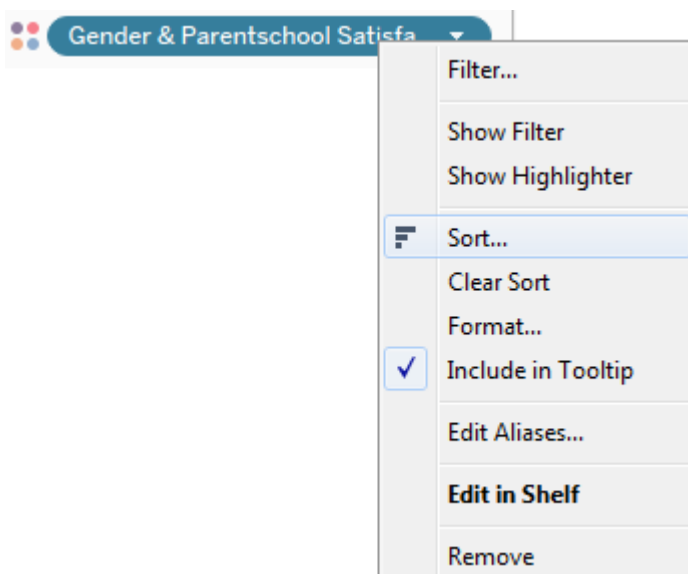 Gender & Parentschool Satisfa
Filter...
Show Filter
Show Highlighter
Sort...
Clear Sort
Format...
Include in Tooltip
Edit Aliases...
Edit in Shelf
Remove